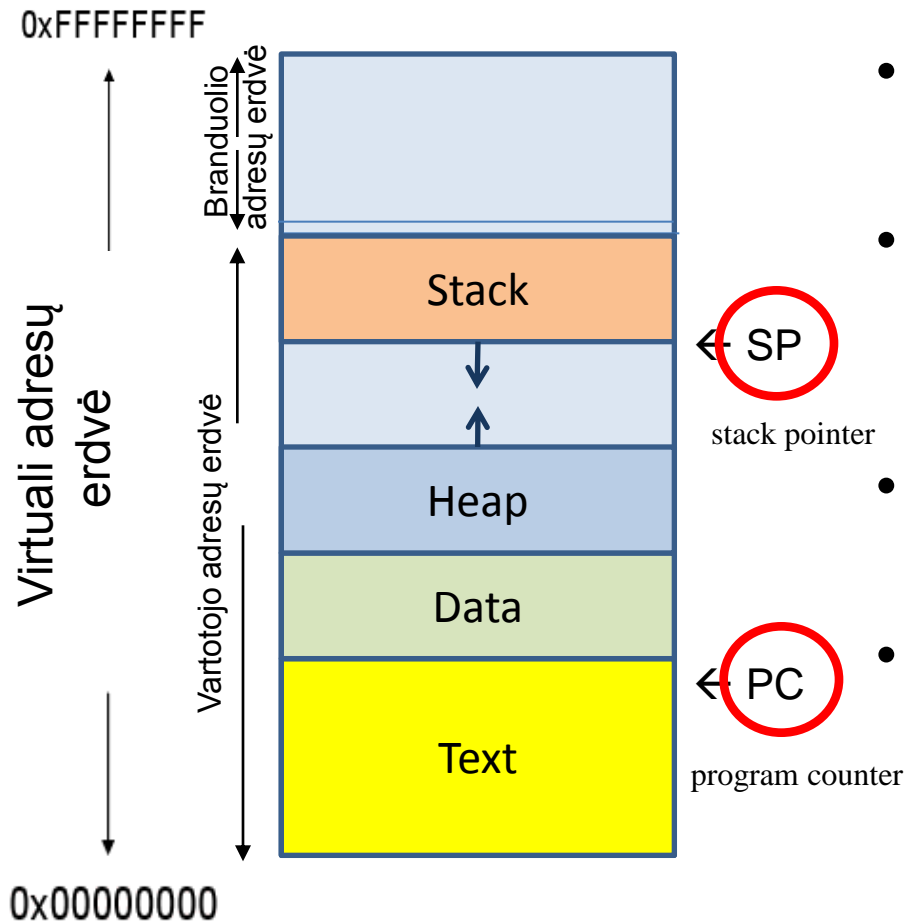 0xFFFFFFFF
Branduolio
adresų erdvė
Stack
← SP
stack pointer
Virtuali adresų
erdvė
Vartotojo adresų erdvė
Heap
Data
← PC
program counter
Text
0x00000000